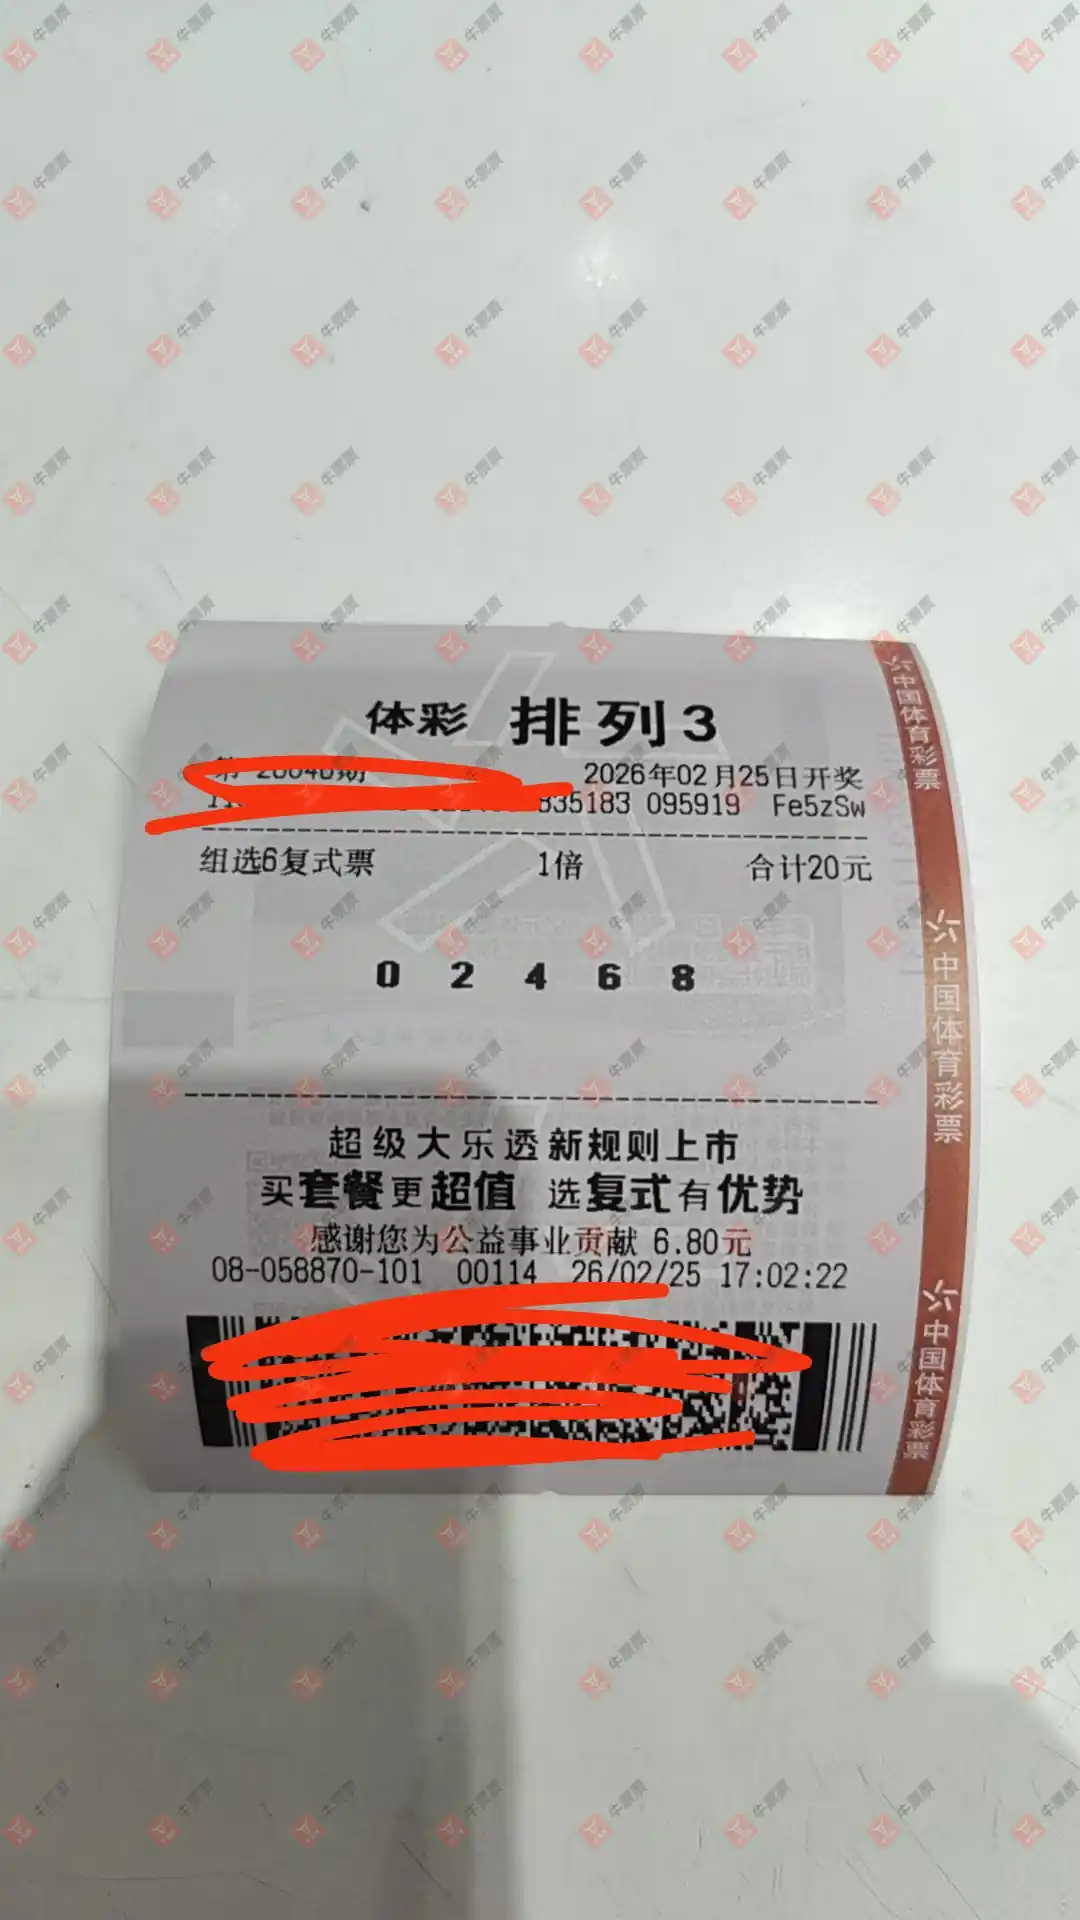 体彩 排列3
2026年02月25日开奖
835183 095919 Fe5zSw
组选6复式票 1倍 合计20元
0 2 4 6 8
超级大乐透新规则上市
买套餐更超值 选复式有优势
感谢您为公益事业贡献 6.80元
08-058870-101 00114 26/02/25 17:02:22
中国体育彩票
中国体育彩票
中国体育彩票
牛票票